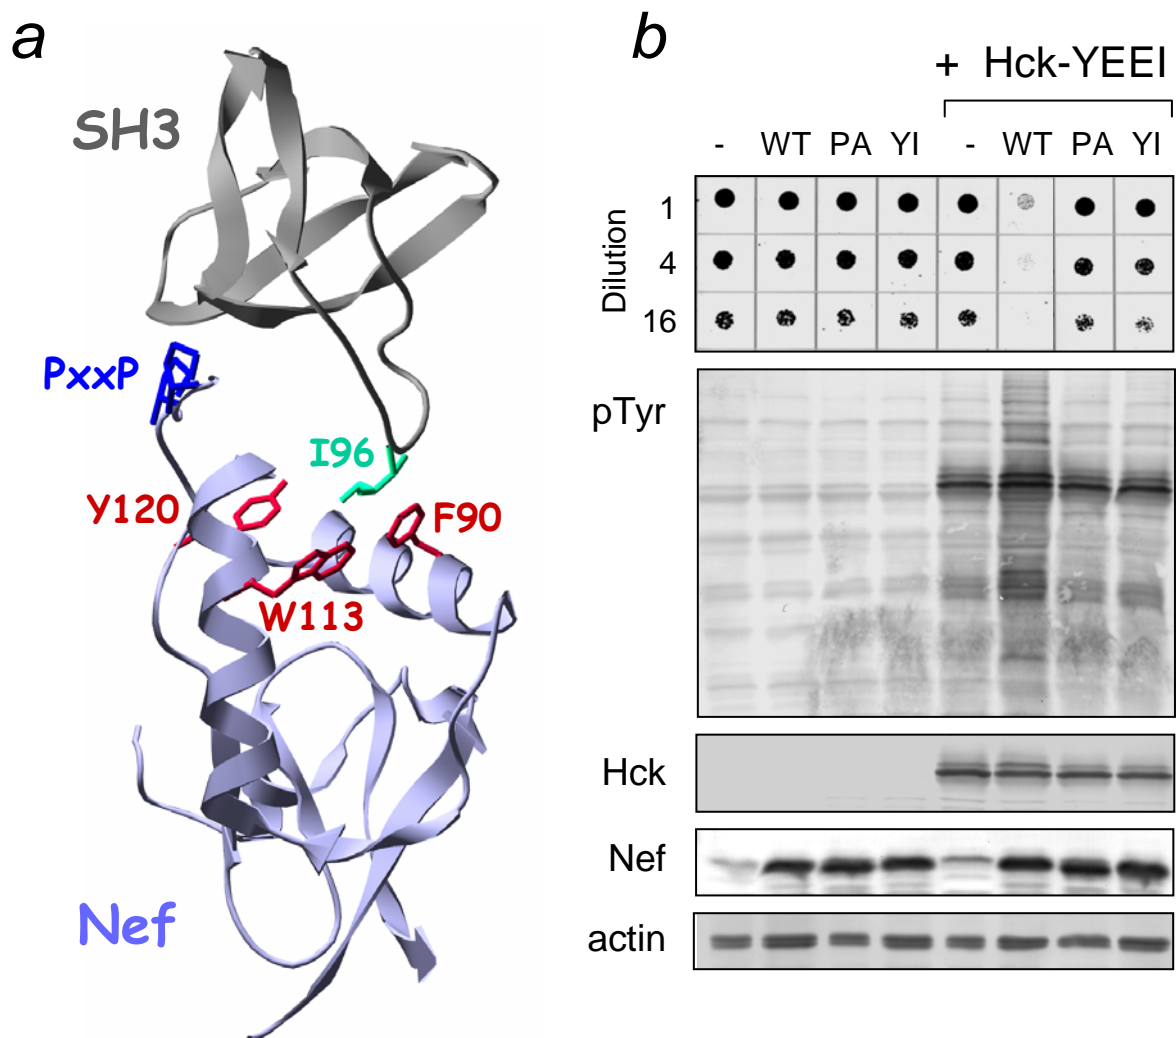 a
SH3
PxxP
I96
Y120
F90
W113
Nef
b
+ Hck-YEEI
- WT PA YI - WT PA YI
Dilution
1
4
16
pTyr
Hck
Nef
actin